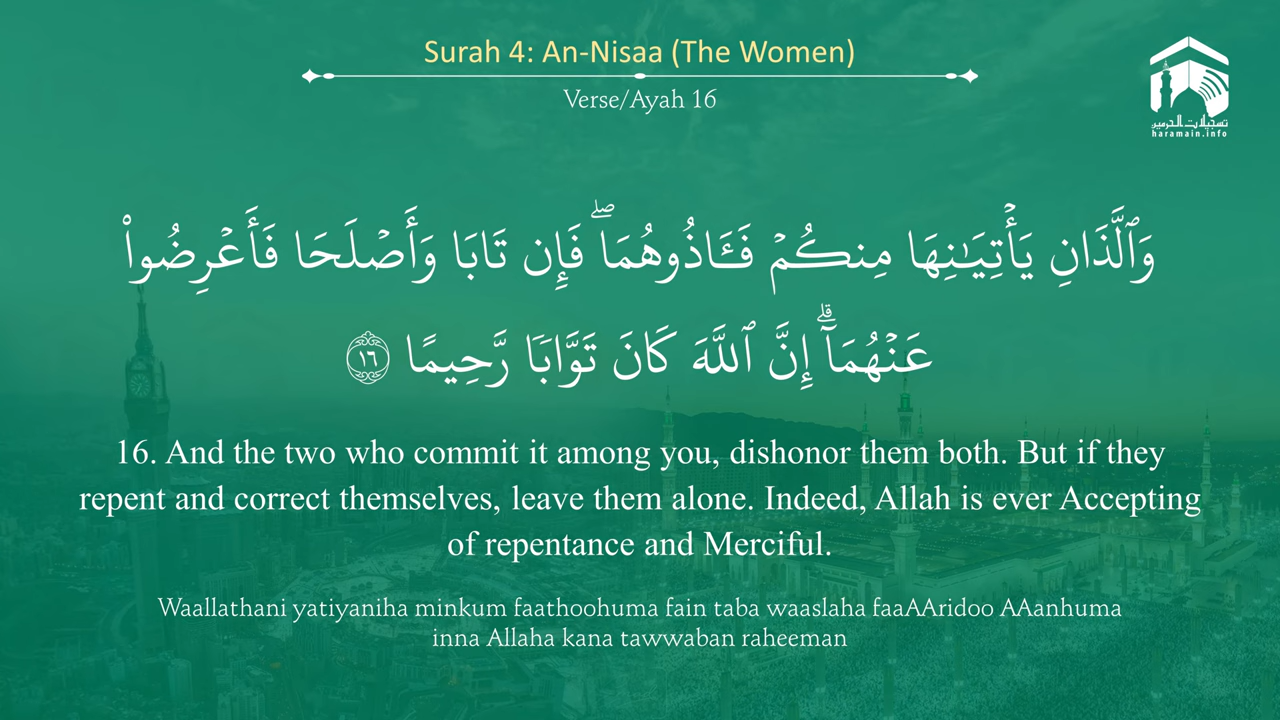 Surah 4: An-Nisaa (The Women)
Verse/Ayah 16
تسجيلات الحرمين
haramain.info
وَٱلَّذَانِ يَأۡتِيَٰنِهَا مِنكُمۡ فَـَٔاذُوهُمَاۖ فَإِن تَابَا وَأَصۡلَحَا فَأَعۡرِضُواْ
عَنۡهُمَآۗ إِنَّ ٱللَّهَ كَانَ تَوَّابٗا رَّحِيمًا ١٦
16. And the two who commit it among you, dishonor them both. But if they
repent and correct themselves, leave them alone. Indeed, Allah is ever Accepting
of repentance and Merciful.
Waallathani yatiyaniha minkum faathoohuma fain taba waaslaha faaAAridoo AAanhuma
inna Allaha kana tawwaban raheeman